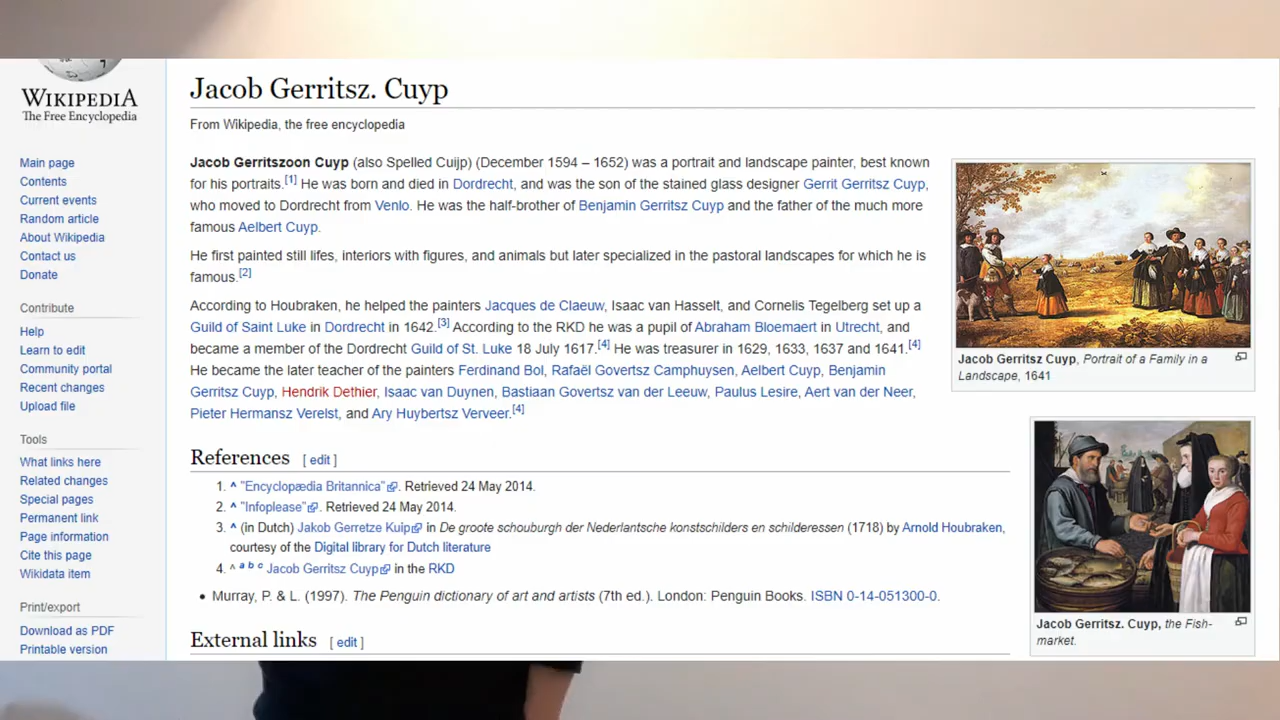 WIKIPEDIA
The Free Encyclopedia
Main page
Contents
Current events
Random article
About Wikipedia
Contact us
Donate
Contribute
Help
Learn to edit
Community portal
Recent changes
Upload file
Tools
What links here
Related changes
Special pages
Permanent link
Page information
Cite this page
Wikidata item
Print/export
Download as PDF
Printable version
Jacob Gerritsz. Cuyp
From Wikipedia, the free encyclopedia
Jacob Gerritszoon Cuyp (also Spelled Cuijp) (December 1594 – 1652) was a portrait and landscape painter, best known
for his portraits.[1] He was born and died in Dordrecht, and was the son of the stained glass designer Gerrit Gerritsz Cuyp,
who moved to Dordrecht from Venlo. He was the half-brother of Benjamin Gerritsz Cuyp and the father of the much more
famous Aelbert Cuyp.
He first painted still lifes, interiors with figures, and animals but later specialized in the pastoral landscapes for which he is
famous.[2]
According to Houbraken, he helped the painters Jacques de Claeuw, Isaac van Hasselt, and Cornelis Tegelberg set up a
Guild of Saint Luke in Dordrecht in 1642.[3] According to the RKD he was a pupil of Abraham Bloemaert in Utrecht, and
became a member of the Dordrecht Guild of St. Luke 18 July 1617.[4] He was treasurer in 1629, 1633, 1637 and 1641.[4]
He became the later teacher of the painters Ferdinand Bol, Rafaël Govertsz Camphuysen, Aelbert Cuyp, Benjamin
Gerritsz Cuyp, Hendrik Dethier, Isaac van Duynen, Bastiaan Govertsz van der Leeuw, Paulus Lesire, Aert van der Neer,
Pieter Hermansz Verelst, and Ary Huybertsz Verveer.[4]
Jacob Gerritsz Cuyp, Portrait of a Family in a
Landscape, 1641
References [ edit ]
1. ^ "Encyclopædia Britannica". Retrieved 24 May 2014.
2. ^ "Infoplease". Retrieved 24 May 2014.
3. ^ (in Dutch) Jakob Gerretze Kuip in De groote schouburgh der Nederlantsche konstschilders en schilderessen (1718) by Arnold Houbraken,
courtesy of the Digital library for Dutch literature
4. ^ a b c Jacob Gerritsz Cuyp in the RKD
• Murray, P. & L. (1997). The Penguin dictionary of art and artists (7th ed.). London: Penguin Books. ISBN 0-14-051300-0.
Jacob Gerritsz. Cuyp, the Fish-
market.
External links [ edit ]